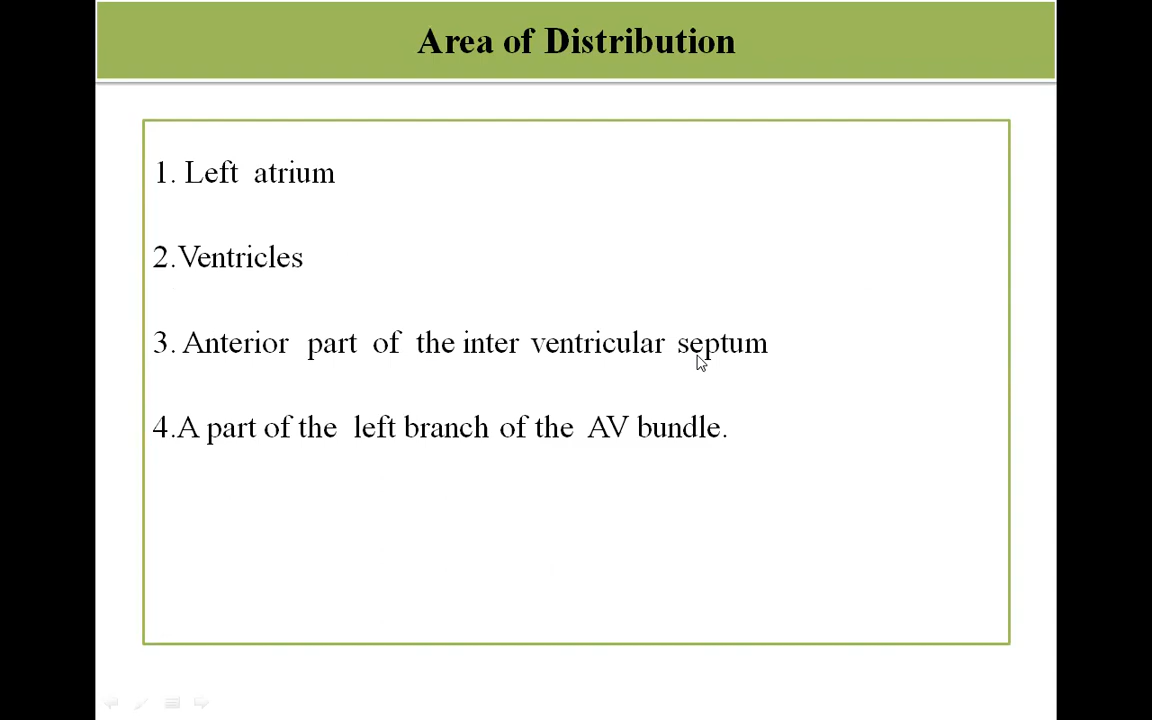 Area of Distribution
1. Left atrium
2.Ventricles
3. Anterior part of the inter ventricular septum
4.A part of the left branch of the AV bundle.